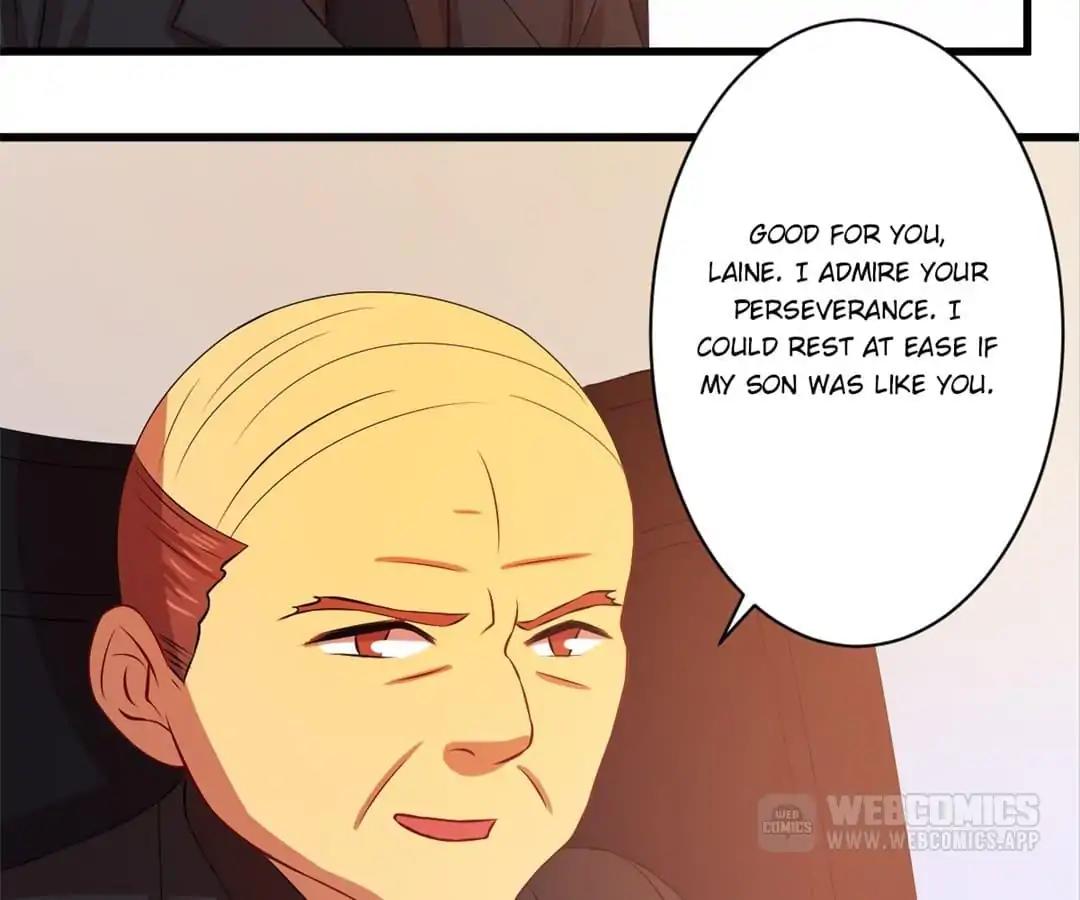 GOOD FOR YOU,
LAINE. I ADMIRE YOUR
PERSEVERANCE. I
COULD REST AT EASE IF
MY SON WAS LIKE YOU.
WEB
COMICS
WEBCOMICS
WWW.WEBCOMICS.APP